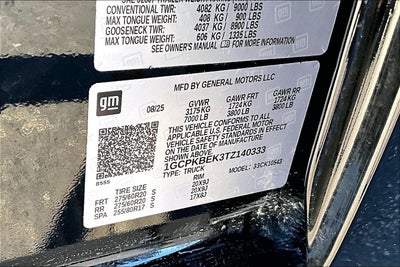 CONVENTIONAL TWR: 4082 KG / 9000 LBS
MAX TONGUE WEIGHT: 408 KG / 900 LBS
GOOSENECK TWR: 4037 KG / 8900 LBS
MAX TONGUE WEIGHT: 606 KG / 1335 LBS
SEE OWNER'S MANUAL FOR MORE INFORMATION
MFD BY GENERAL MOTORS LLC
gm
08/25
GVWR GAWR FRT GAWR RR
3175 KG 1724 KG 1724 KG
7000 LB 3800 LB 3800 LB
THIS VEHICLE CONFORMS TO ALL
APPLICABLE U.S. FEDERAL MOTOR
VEHICLE SAFETY STANDARDS IN EFFECT
ON THE DATE OF MANUFACTURE SHOWN ABOVE.
1GCPKBEK3TZ140333
TYPE: TRUCK MODEL: 33CK10543
TIRE SIZE RIM
FRT 275/60R20 S 20X9J
RR 275/60R20 S 20X9J
SPA 255/80R17 S 17X8J